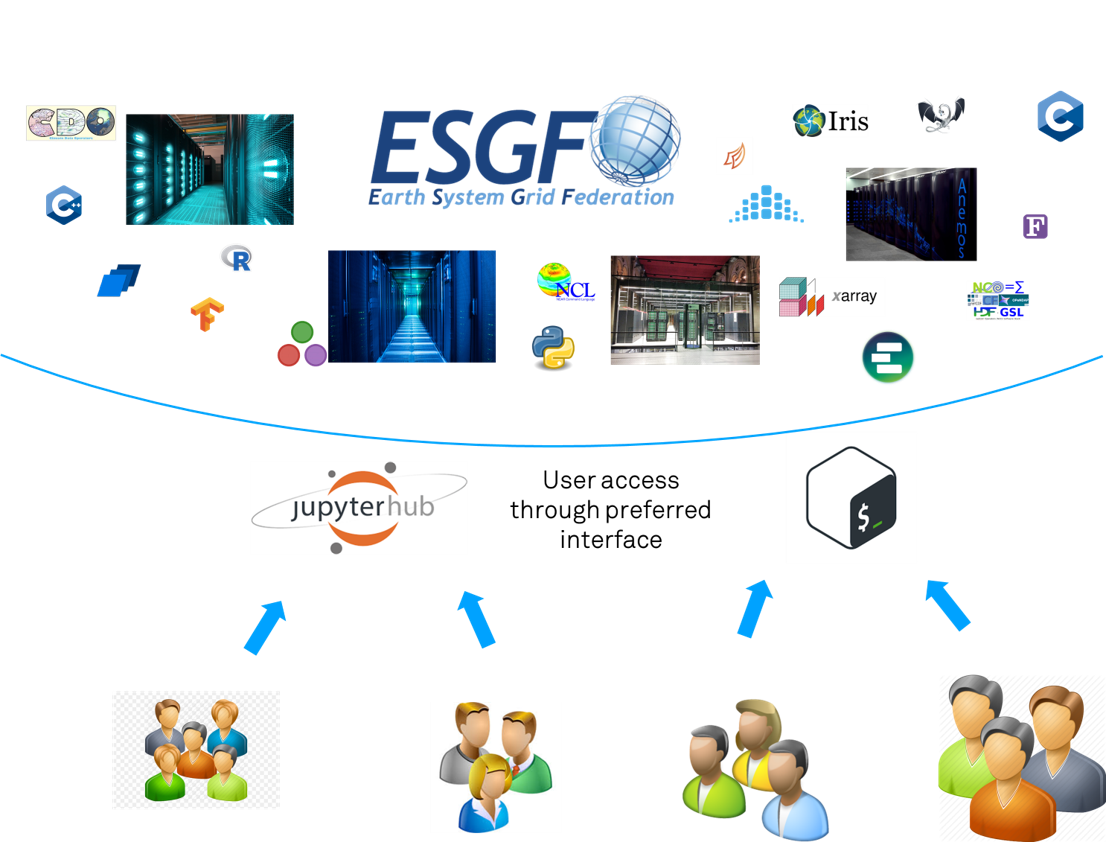 CDO
ESGF
Earth System Grid Federation
Iris
C
C++
Anemos
F
R
NCL
xarray
NCO=Σ
HDF GSL
jupyterhub
User access
through preferred
interface
$_